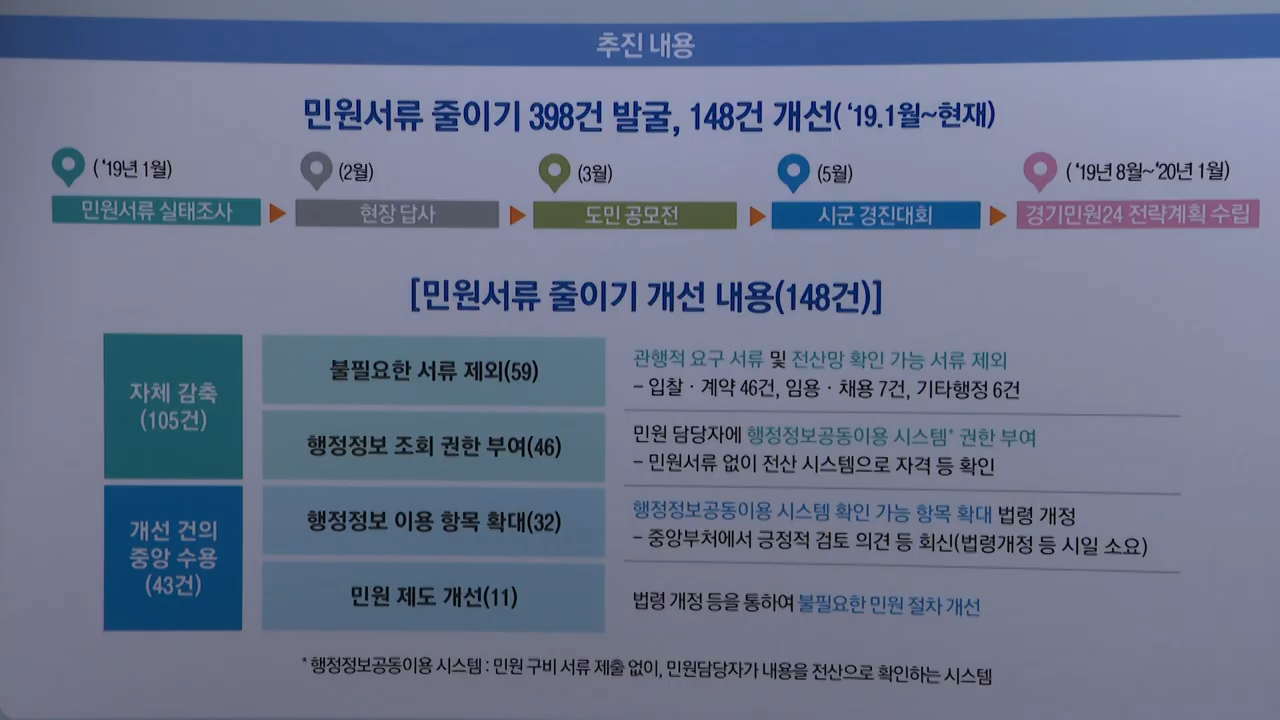 추진 내용
민원서류 줄이기 398건 발굴, 148건 개선( ‘19.1월~현재)
( ‘19년 1월)
(2월)
(3월)
(5월)
( ‘19년 8월~‘20년 1월)
민원서류 실태조사
현장 답사
도민 공모전
시군 경진대회
경기민원24 전략계획 수립
[민원서류 줄이기 개선 내용(148건)]
자체 감축
(105건)
불필요한 서류 제외(59)
관행적 요구 서류 및 전산망 확인 가능 서류 제외
– 입찰 · 계약 46건, 임용 · 채용 7건, 기타행정 6건
행정정보 조회 권한 부여(46)
민원 담당자에 행정정보공동이용 시스템* 권한 부여
– 민원서류 없이 전산 시스템으로 자격 등 확인
개선 건의
중앙 수용
(43건)
행정정보 이용 항목 확대(32)
행정정보공동이용 시스템 확인 가능 항목 확대 법령 개정
– 중앙부처에서 긍정적 검토 의견 등 회신(법령개정 등 시일 소요)
민원 제도 개선(11)
법령 개정 등을 통하여 불필요한 민원 절차 개선
* 행정정보공동이용 시스템 : 민원 구비 서류 제출 없이, 민원담당자가 내용을 전산으로 확인하는 시스템